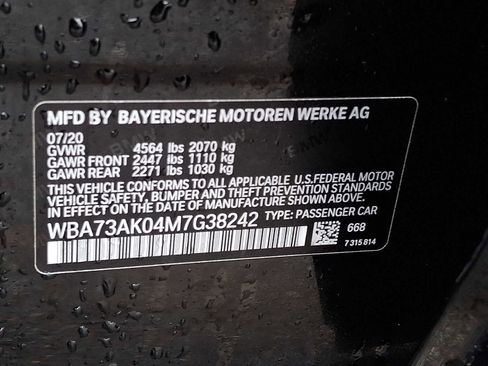 MFD BY BAYERISCHE MOTOREN WERKE AG
07/20
GVWR 4564 lbs 2070 kg
GAWR FRONT 2447 lbs 1110 kg
GAWR REAR 2271 lbs 1030 kg
THIS VEHICLE CONFORMS TO ALL APPLICABLE U.S. FEDERAL MOTOR
VEHICLE SAFETY, BUMPER AND THEFT PREVENTION STANDARDS
IN EFFECT ON THE DATE OF MANUFACTURE SHOWN ABOVE.
WBA73AK04M7G38242 TYPE: PASSENGER CAR
668
7 315 814